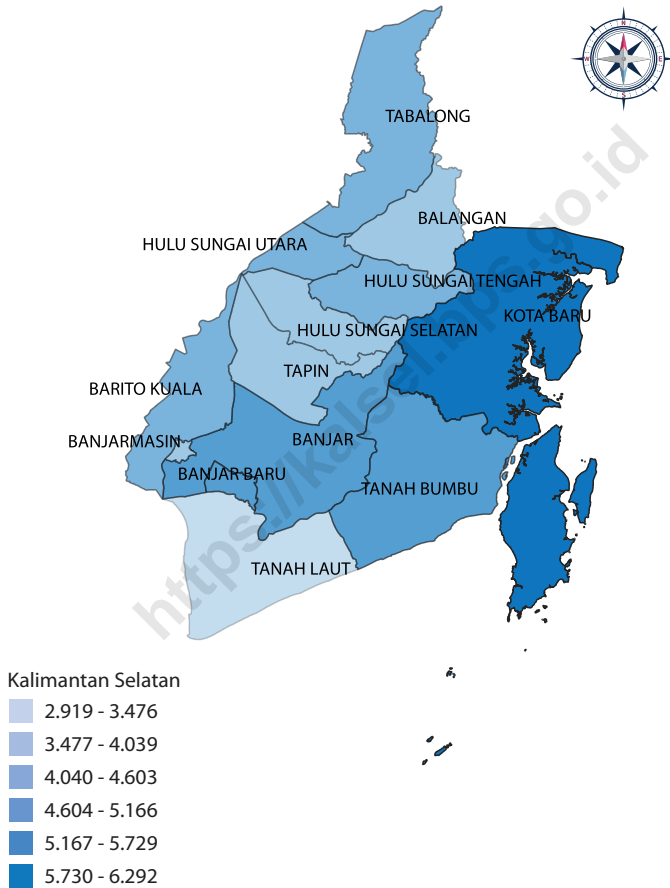 N
W
E
S
TABALONG
BALANGAN
HULU SUNGAI UTARA
HULU SUNGAI TENGAH
KOTA BARU
HULU SUNGAI SELATAN
TAPIN
BARITO KUALA
BANJARMASIN
BANJAR
BANJAR BARU
TANAH BUMBU
TANAH LAUT
https://kalsel.bps.go.id
Kalimantan Selatan
2.919 - 3.476
3.477 - 4.039
4.040 - 4.603
4.604 - 5.166
5.167 - 5.729
5.730 - 6.292